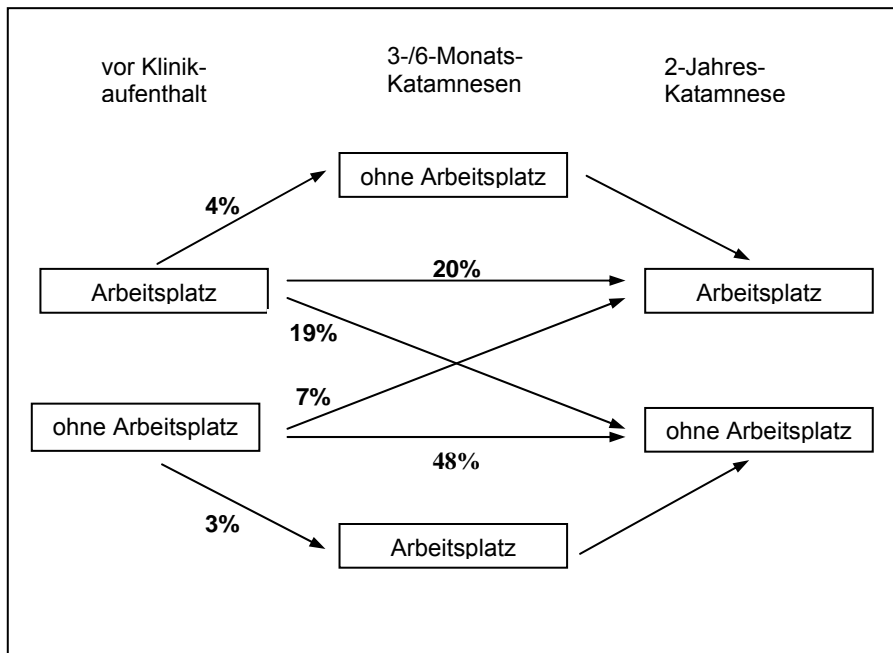 vor Klinik-
aufenthalt
3-/6-Monats-
Katamnesen
2-Jahres-
Katamnese
ohne Arbeitsplatz
4%
Arbeitsplatz
20%
Arbeitsplatz
19%
7%
ohne Arbeitsplatz
ohne Arbeitsplatz
48%
3%
Arbeitsplatz